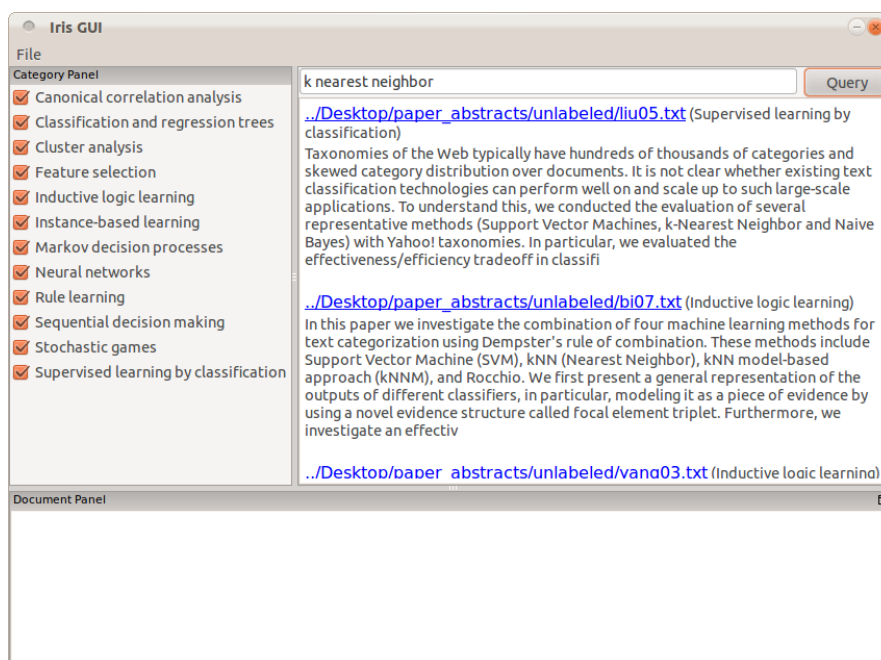 Iris GUI
File
Category Panel
Canonical correlation analysis
Classification and regression trees
Cluster analysis
Feature selection
Inductive logic learning
Instance-based learning
Markov decision processes
Neural networks
Rule learning
Sequential decision making
Stochastic games
Supervised learning by classification
k nearest neighbor
Query
../Desktop/paper_abstracts/unlabeled/liu05.txt (Supervised learning by
classification)
Taxonomies of the Web typically have hundreds of thousands of categories and
skewed category distribution over documents. It is not clear whether existing text
classification technologies can perform well on and scale up to such large-scale
applications. To understand this, we conducted the evaluation of several
representative methods (Support Vector Machines, k-Nearest Neighbor and Naive
Bayes) with Yahoo! taxonomies. In particular, we evaluated the
effectiveness/efficiency tradeoff in classifi
../Desktop/paper_abstracts/unlabeled/bi07.txt (Inductive logic learning)
In this paper we investigate the combination of four machine learning methods for
text categorization using Dempster's rule of combination. These methods include
Support Vector Machine (SVM), kNN (Nearest Neighbor), kNN model-based
approach (kNNM), and Rocchio. We first present a general representation of the
outputs of different classifiers, in particular, modeling it as a piece of evidence by
using a novel evidence structure called focal element triplet. Furthermore, we
investigate an effectiv
../Desktop/paper_abstracts/unlabeled/yang03.txt (Inductive logic learning)
Document Panel